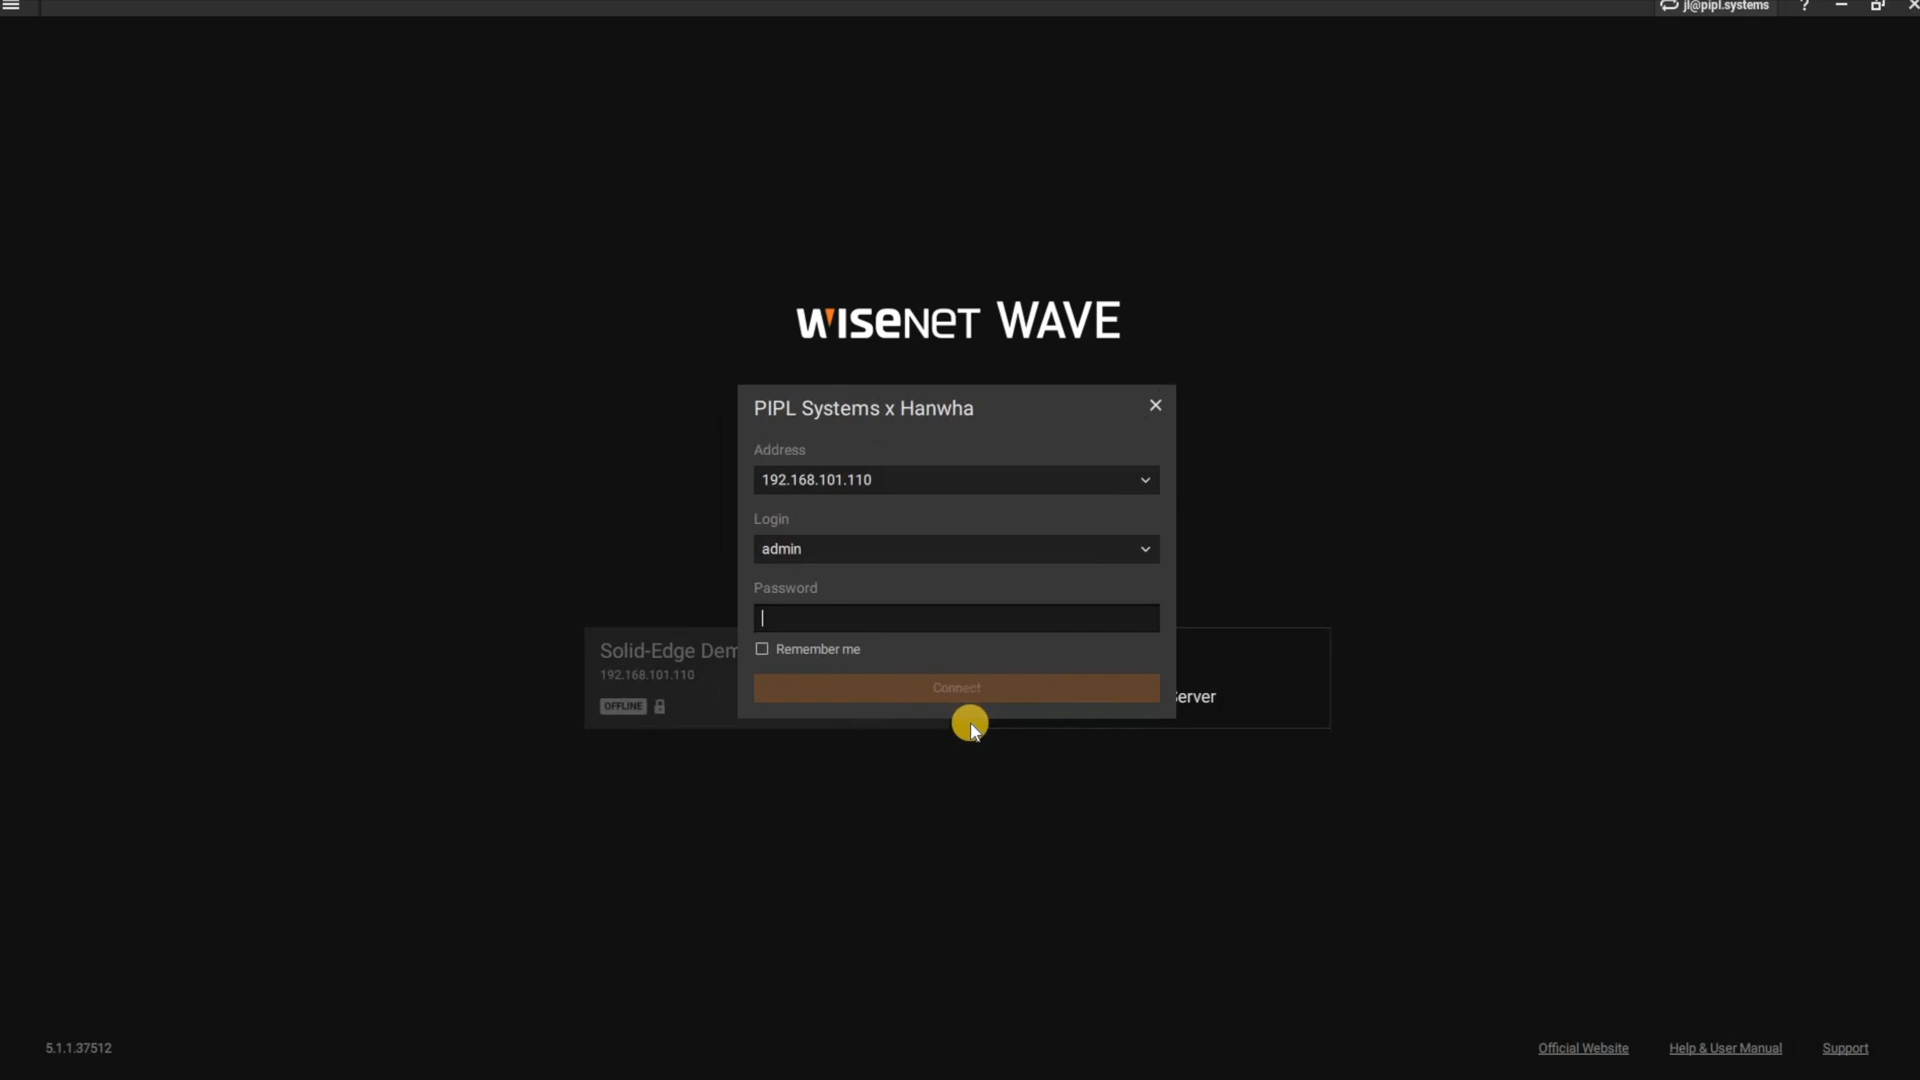 jl@pipl.systems
?
WISENET WAVE
PIPL Systems x Hanwha
Address
192.168.101.110
Login
admin
Password
Remember me
Connect
Solid-Edge Dem
192.168.101.110
OFFLINE
Server
5.1.1.37512
Official Website
Help & User Manual
Support